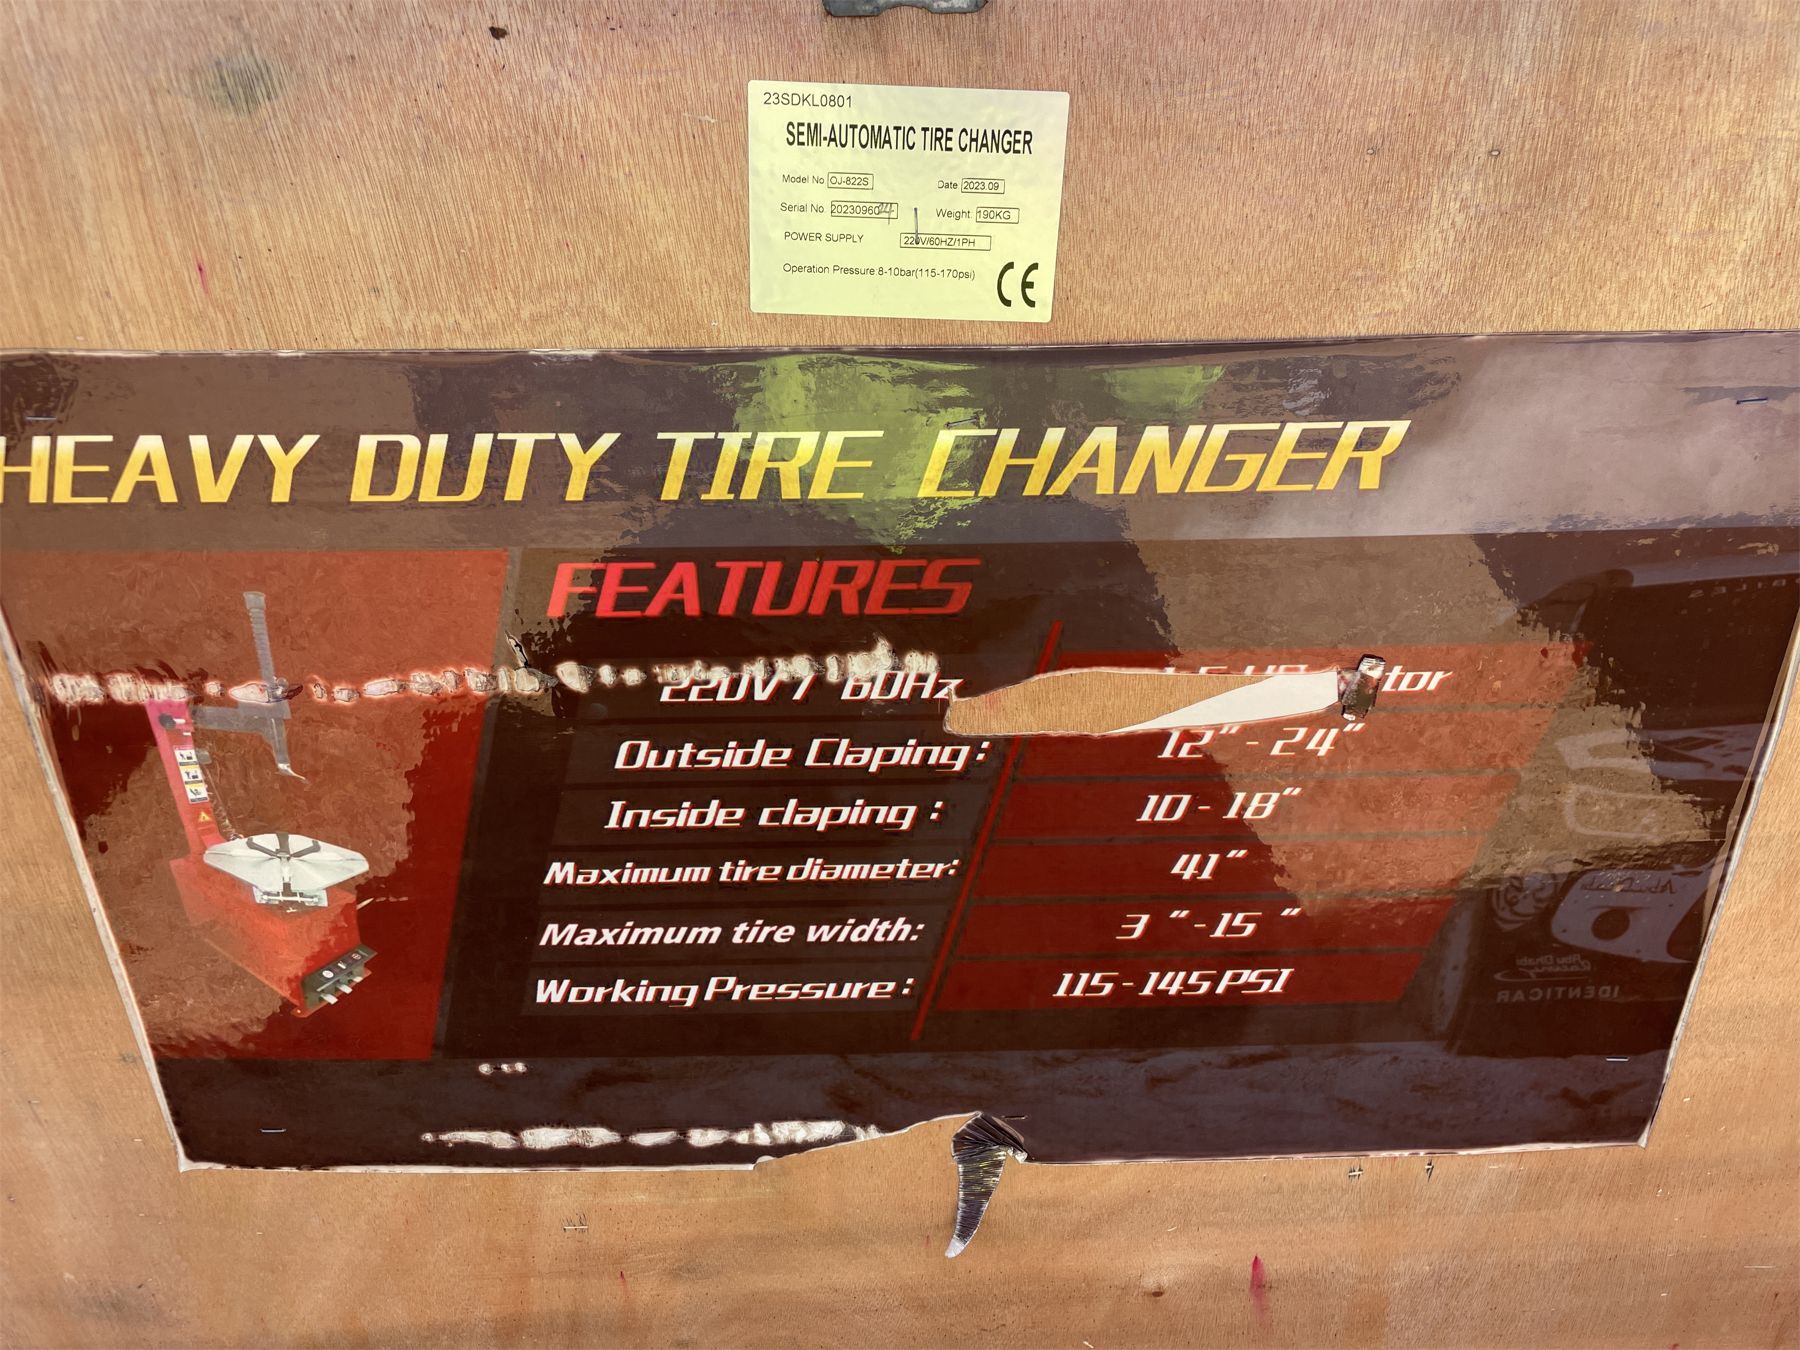 23SDKL0801
SEMI-AUTOMATIC TIRE CHANGER
Model No OJ-822S Date 2023.09
Serial No. Weight 190KG
POWER SUPPLY 220V/60HZ/1PH
Operation Pressure 8-10bar(115-170psi)
CE
HEAVY DUTY TIRE CHANGER
FEATURES
220V / 60Hz
Outside Claping: 12"-24"
Inside claping: 10-18"
Maximum tire diameter: 41"
Maximum tire width: 3"-15"
Working Pressure: 115-145PSI
Abu Dhabi
Racing
IDENTICAR